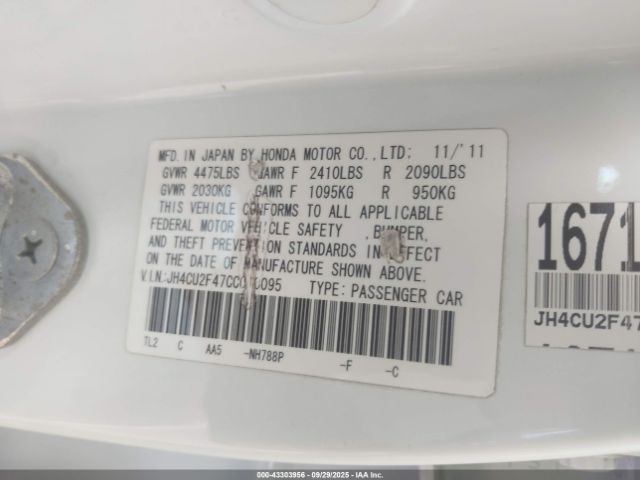 MFD. IN JAPAN BY HONDA MOTOR CO.,LTD; 11/'11
GVWR 4475LBS GAWR F 2410LBS R 2090LBS
GVWR 2030KG GAWR F 1095KG R 950KG
THIS VEHICLE CONFORMS TO ALL APPLICABLE
FEDERAL MOTOR VEHICLE SAFETY , BUMPER,
AND THEFT PREVENTION STANDARDS IN EFFECT
ON THE DATE OF MANUFACTURE SHOWN ABOVE.
V.I.N.: TYPE: PASSENGER CAR
TL2 C AA5 -NH788P -F -C
1671
JH4CU2F47
000-43303956 - 09/29/2025 - IAA Inc.